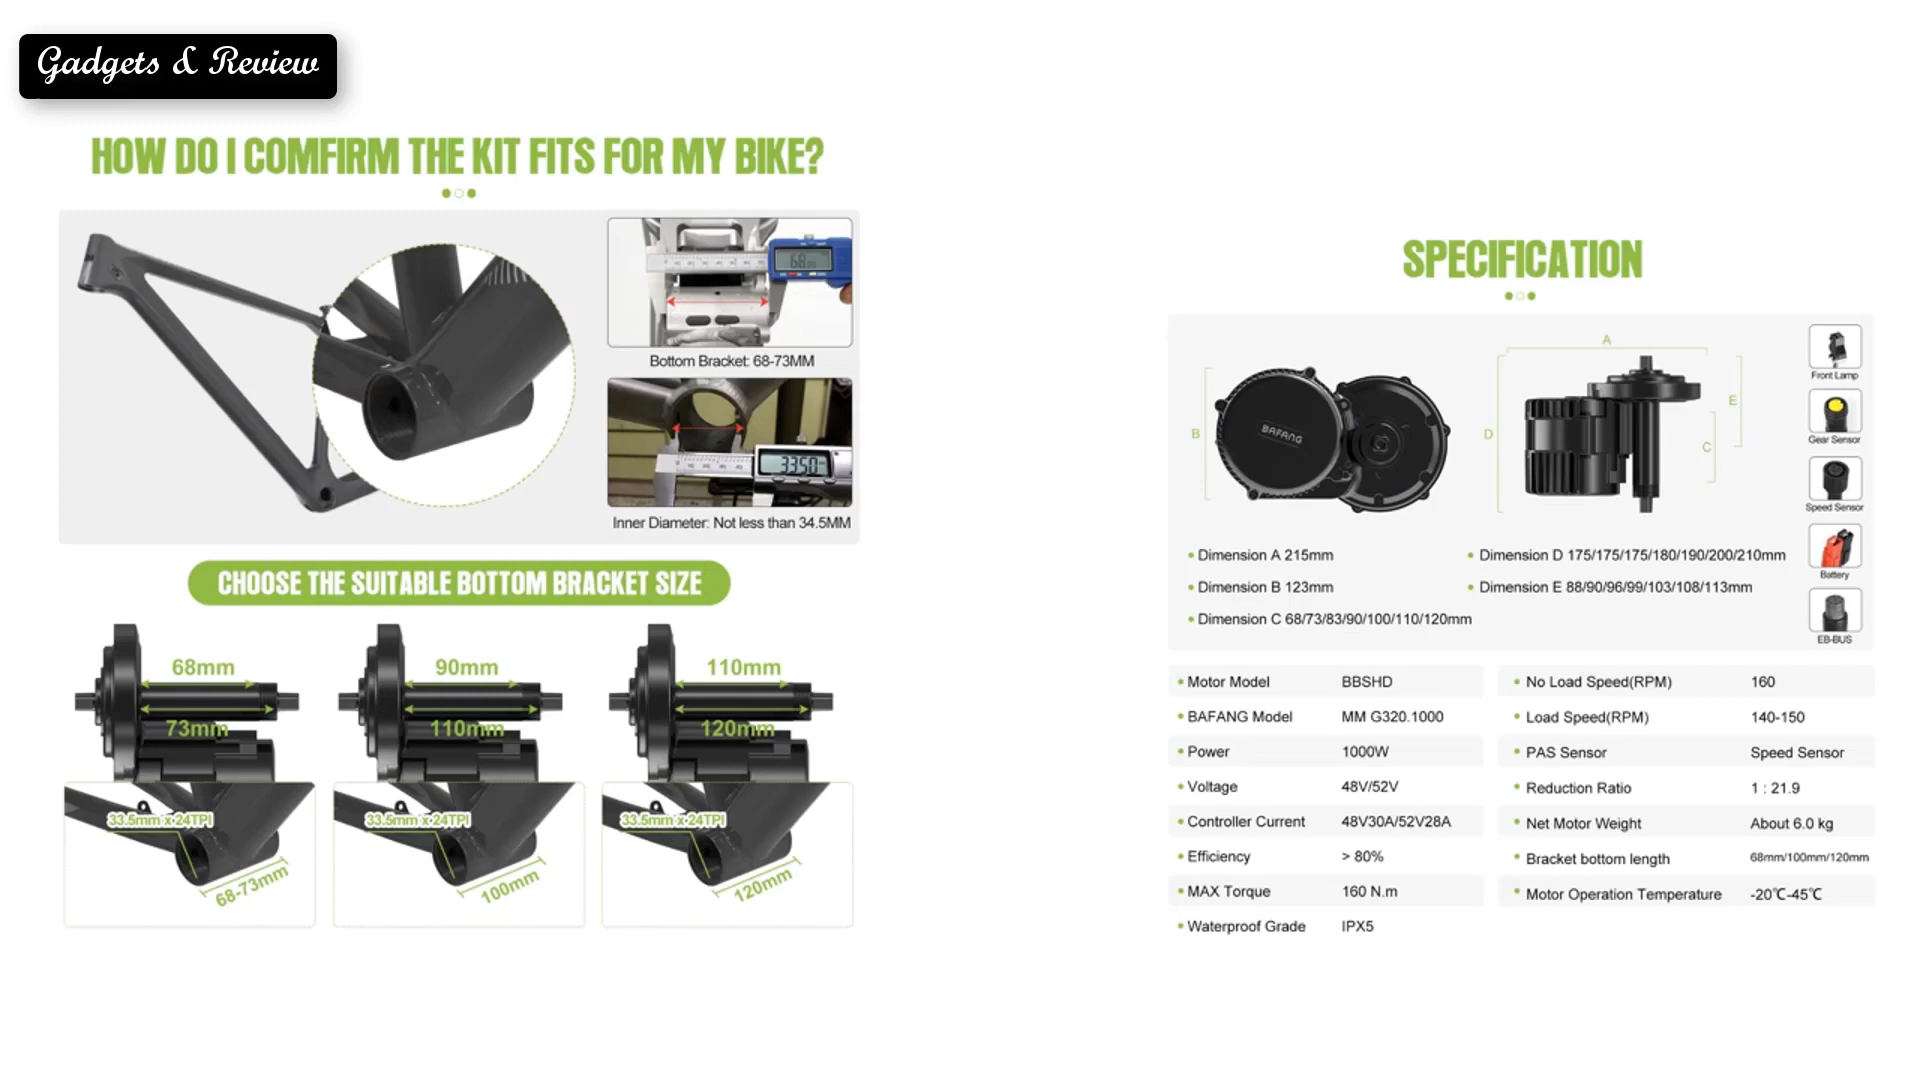 Gadgets & Review
HOW DO I COMFIRM THE KIT FITS FOR MY BIKE?
Bottom Bracket: 68-73MM
33.50
Inner Diameter: Not less than 34.5MM
CHOOSE THE SUITABLE BOTTOM BRACKET SIZE
68mm
73mm
90mm
110mm
110mm
120mm
33.5mm x 24TPI
68-73mm
33.5mm x 24TPI
100mm
33.5mm x 24TPI
120mm
SPECIFICATION
A
B
BAFANG
D
E
C
Front Lamp
Gear Sensor
Speed Sensor
Battery
EB-BUS
• Dimension A 215mm
• Dimension B 123mm
• Dimension C 68/73/83/90/100/110/120mm
• Dimension D 175/175/175/180/190/200/210mm
• Dimension E 88/90/96/99/103/108/113mm
• Motor Model BBSHD
• BAFANG Model MM G320.1000
• Power 1000W
• Voltage 48V/52V
• Controller Current 48V30A/52V28A
• Efficiency > 80%
• MAX Torque 160 N.m
• Waterproof Grade IPX5
• No Load Speed(RPM) 160
• Load Speed(RPM) 140-150
• PAS Sensor Speed Sensor
• Reduction Ratio 1 : 21.9
• Net Motor Weight About 6.0 kg
• Bracket bottom length 68mm/100mm/120mm
• Motor Operation Temperature -20℃-45℃